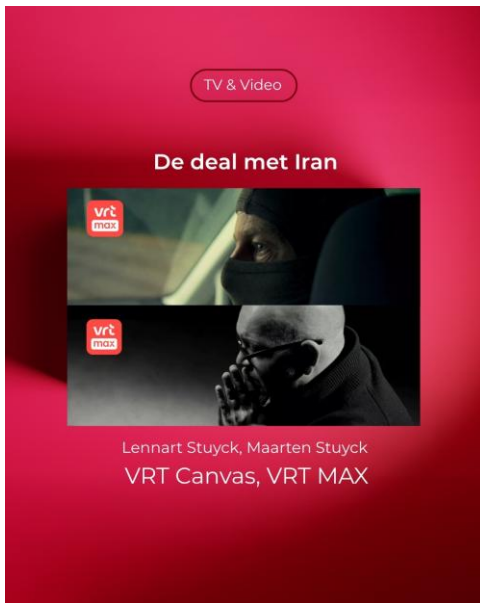 TV & Video
De deal met Iran
vrt
max
vrt
max
Lennart Stuyck, Maarten Stuyck
VRT Canvas, VRT MAX